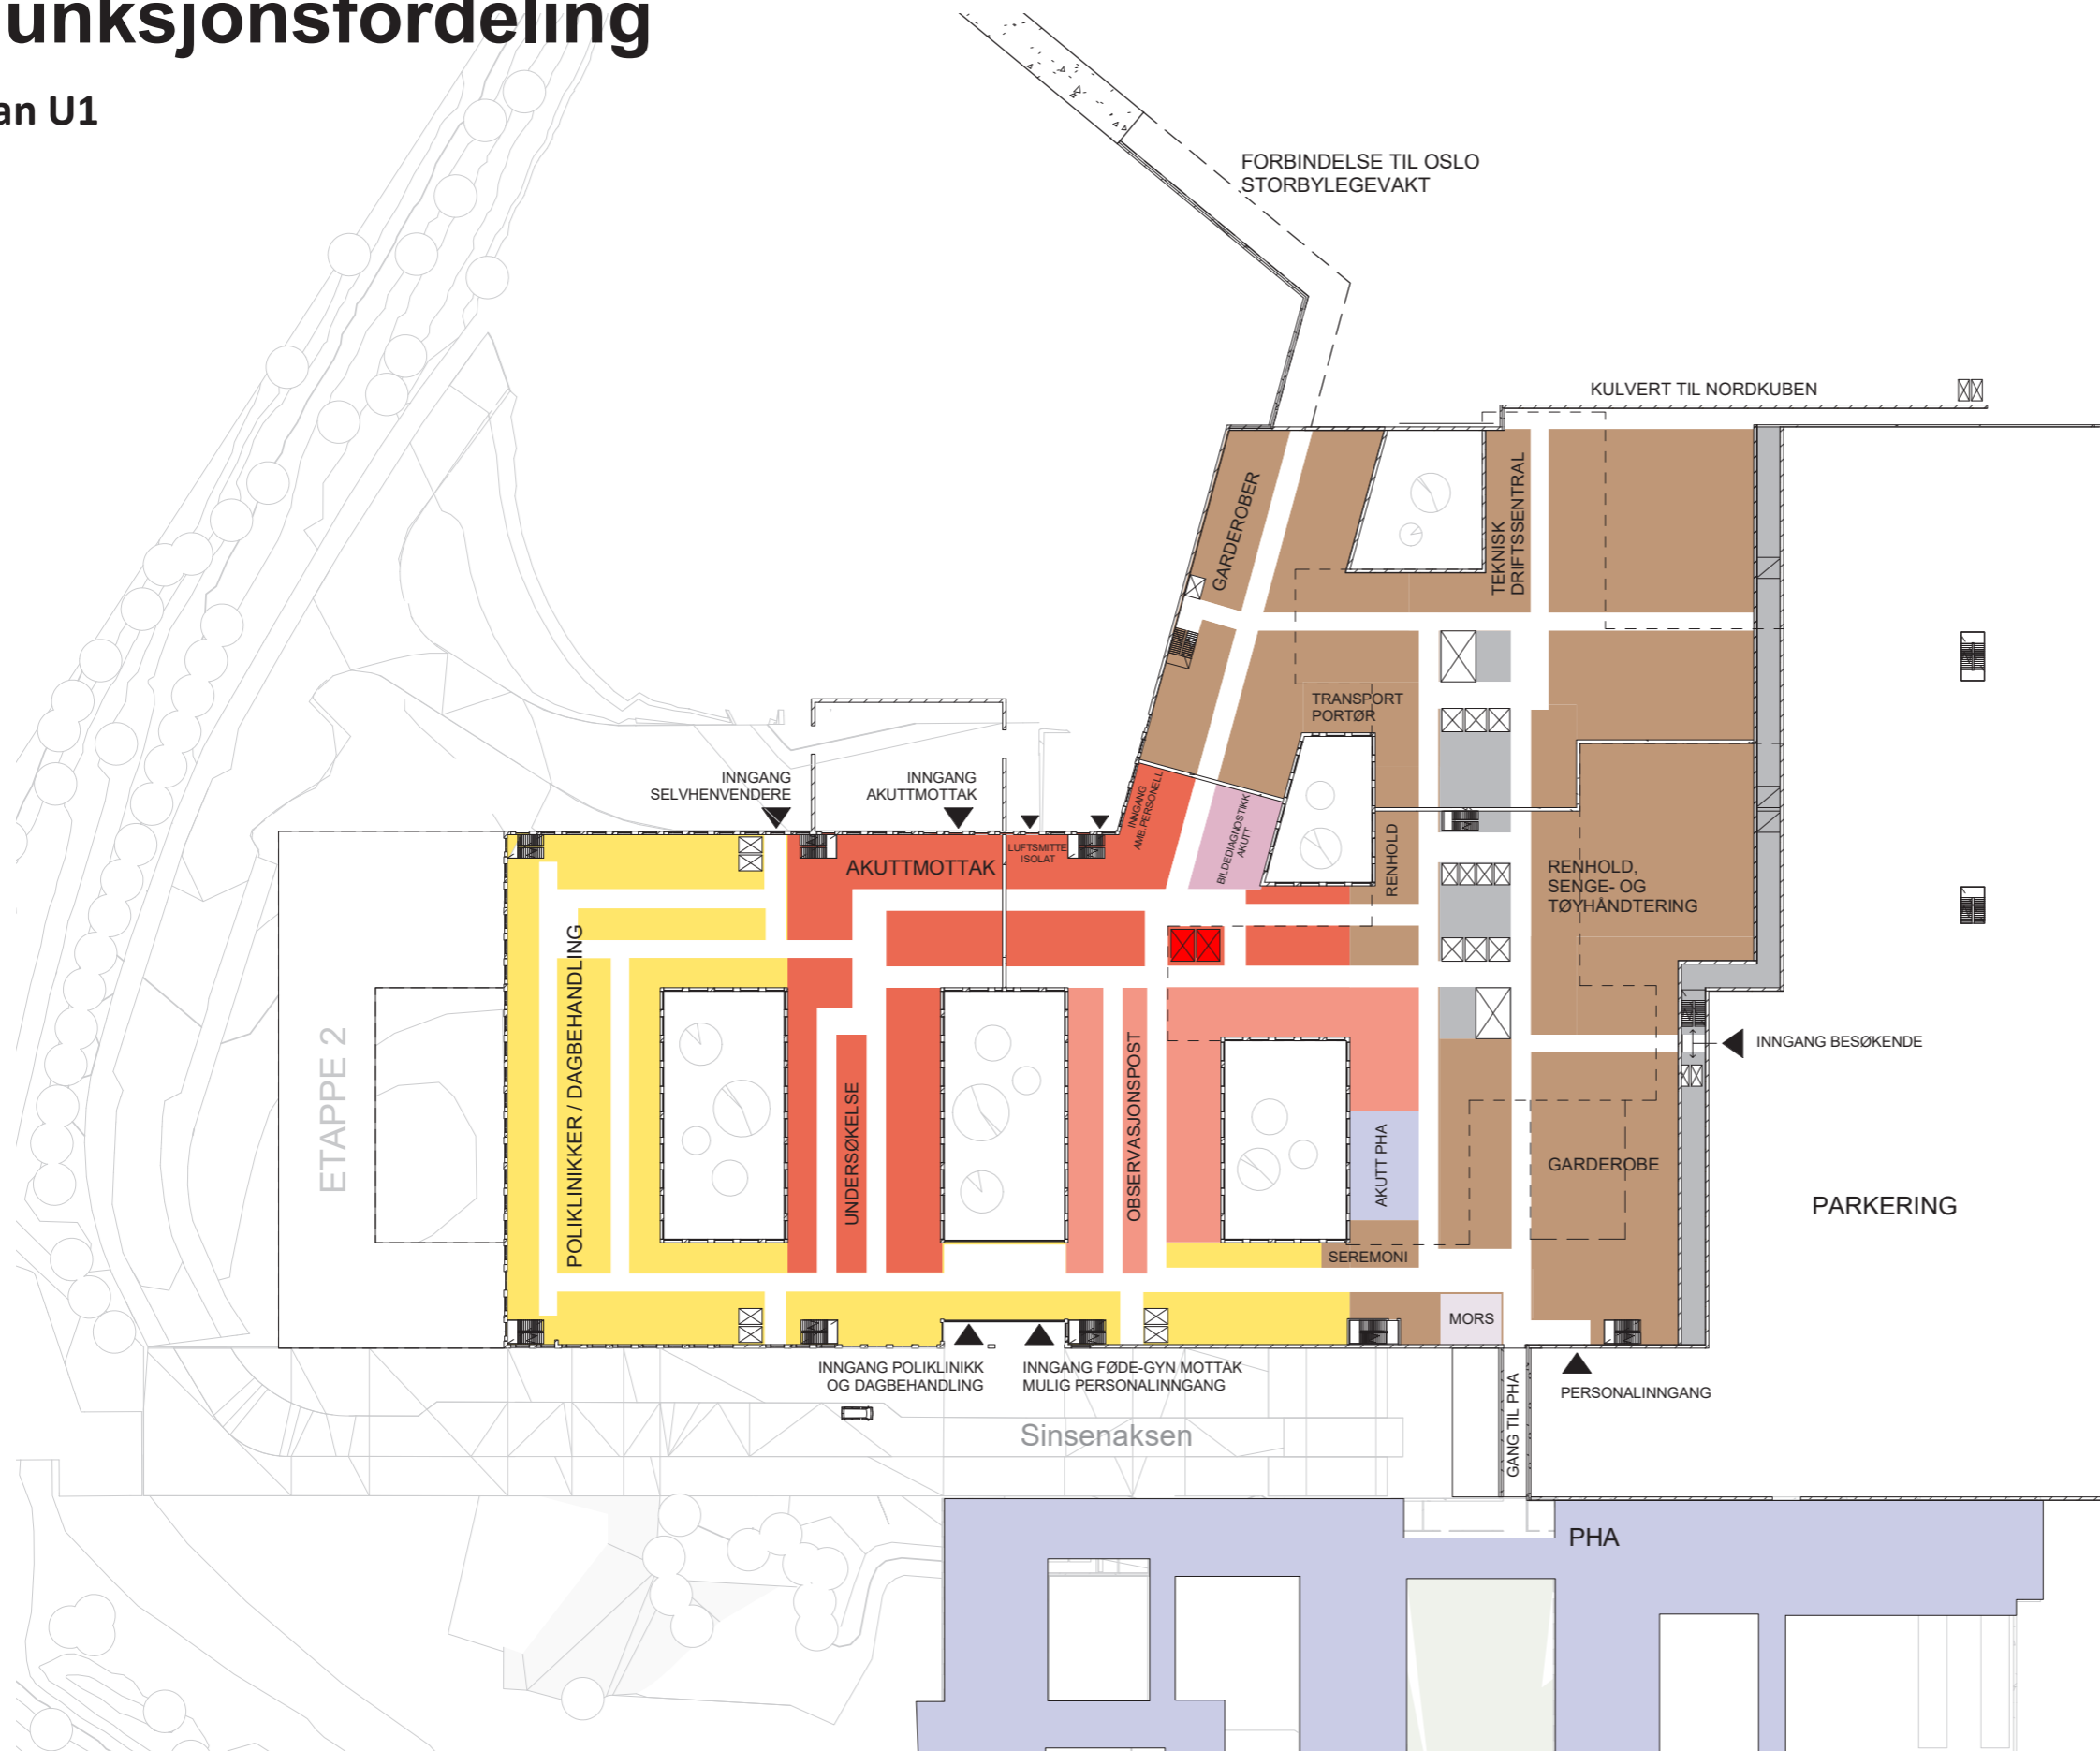 unksjonsfordeling
an U1
FORBINDELSE TIL OSLO
STORBYLEGEVAKT
KULVERT TIL NORDKUBEN
GARDEROBER
TEKNISK
DRIFTSSENTRAL
TRANSPORT
PORTØR
INNGANG
SELVHENVENDERE
INNGANG
AKUTTMOTTAK
INNGANG
AMB.PERSONELL
BILDEDIAGNOSTIKK
AKUTT
LUFTSMITTE
ISOLAT
AKUTTMOTTAK
RENHOLD
RENHOLD,
SENGE- OG
TØYHÅNDTERING
POLIKLINIKKER / DAGBEHANDLING
ETAPPE 2
UNDERSØKELSE
OBSERVASJONSPOST
AKUTT PHA
INNGANG BESØKENDE
GARDEROBE
PARKERING
SEREMONI
MORS
INNGANG POLIKLINIKK
OG DAGBEHANDLING
INNGANG FØDE-GYN MOTTAK
MULIG PERSONALINNGANG
PERSONALINNGANG
GANG TIL PHA
Sinsenaksen
PHA